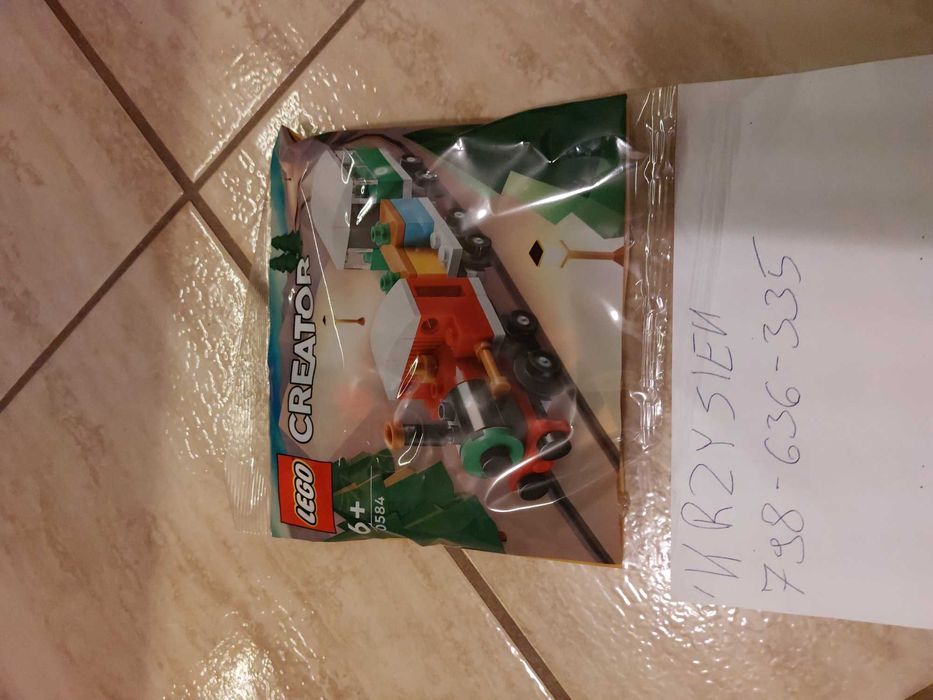 LEGO CREATOR
6+
0584
KRZYSIEK
798-636-335